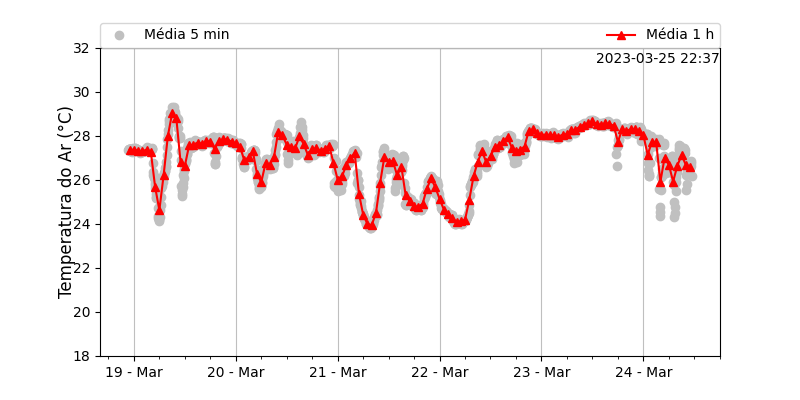 Média 5 min
Média 1 h
2023-03-25 22:37
Temperatura do Ar (°C)
32
30
28
26
24
22
20
18
19 - Mar
20 - Mar
21 - Mar
22 - Mar
23 - Mar
24 - Mar